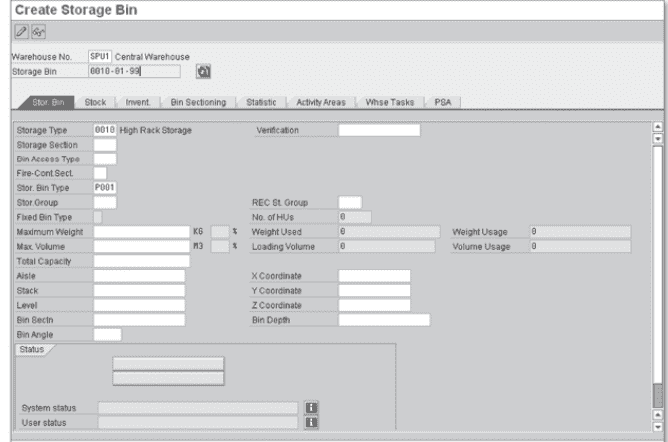 Create Storage Bin
Warehouse No. SPU1 Central Warehouse
Storage Bin 0010-01-99
Stor. Bin Stock Invent. Bin Sectioning Statistic Activity Areas Whse Tasks PSA
Storage Type 0010 High Rack Storage Verification
Storage Section
Bin Access Type
Fire-Cont.Sect.
Stor. Bin Type P001
Stor.Group REC St. Group
Fixed Bin Type No. of HUs 0
Maximum Weight KG % Weight Used 0 Weight Usage 0
Max. Volume M3 % Loading Volume 0 Volume Usage 0
Total Capacity
Aisle X Coordinate
Stack Y Coordinate
Level Z Coordinate
Bin Sectn Bin Depth
Bin Angle
Status
System status
User status